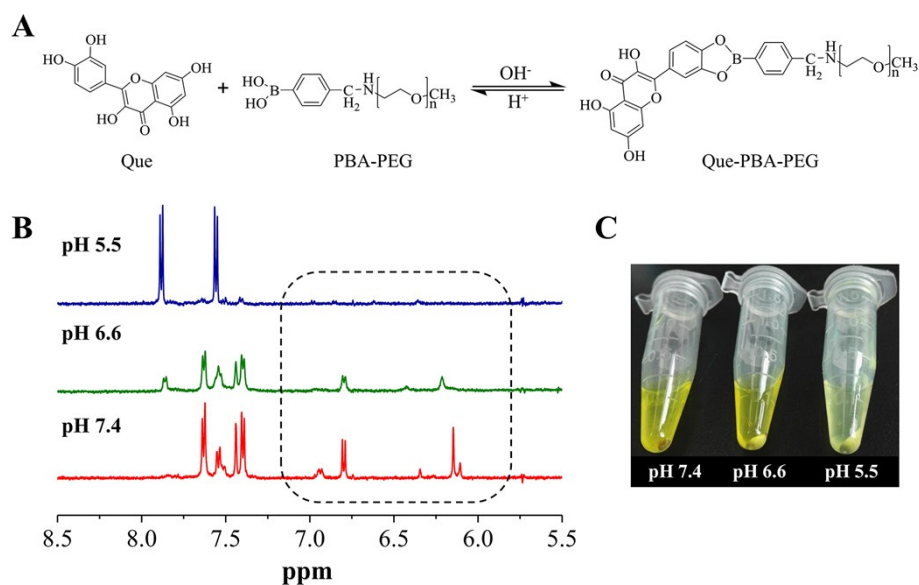 A
HO
HO
O
OH
HO
O
OH
+
HO
B
HO
C
H₂
H
N
O
n
CH₃
OH⁻
H⁺
HO
O
O
B
O
OH
O
OH
C
H₂
H
N
O
n
CH₃
Que
PBA-PEG
Que-PBA-PEG
B
pH 5.5
pH 6.6
pH 7.4
8.5 8.0 7.5 7.0 6.5 6.0 5.5
ppm
C
pH 7.4 pH 6.6 pH 5.5